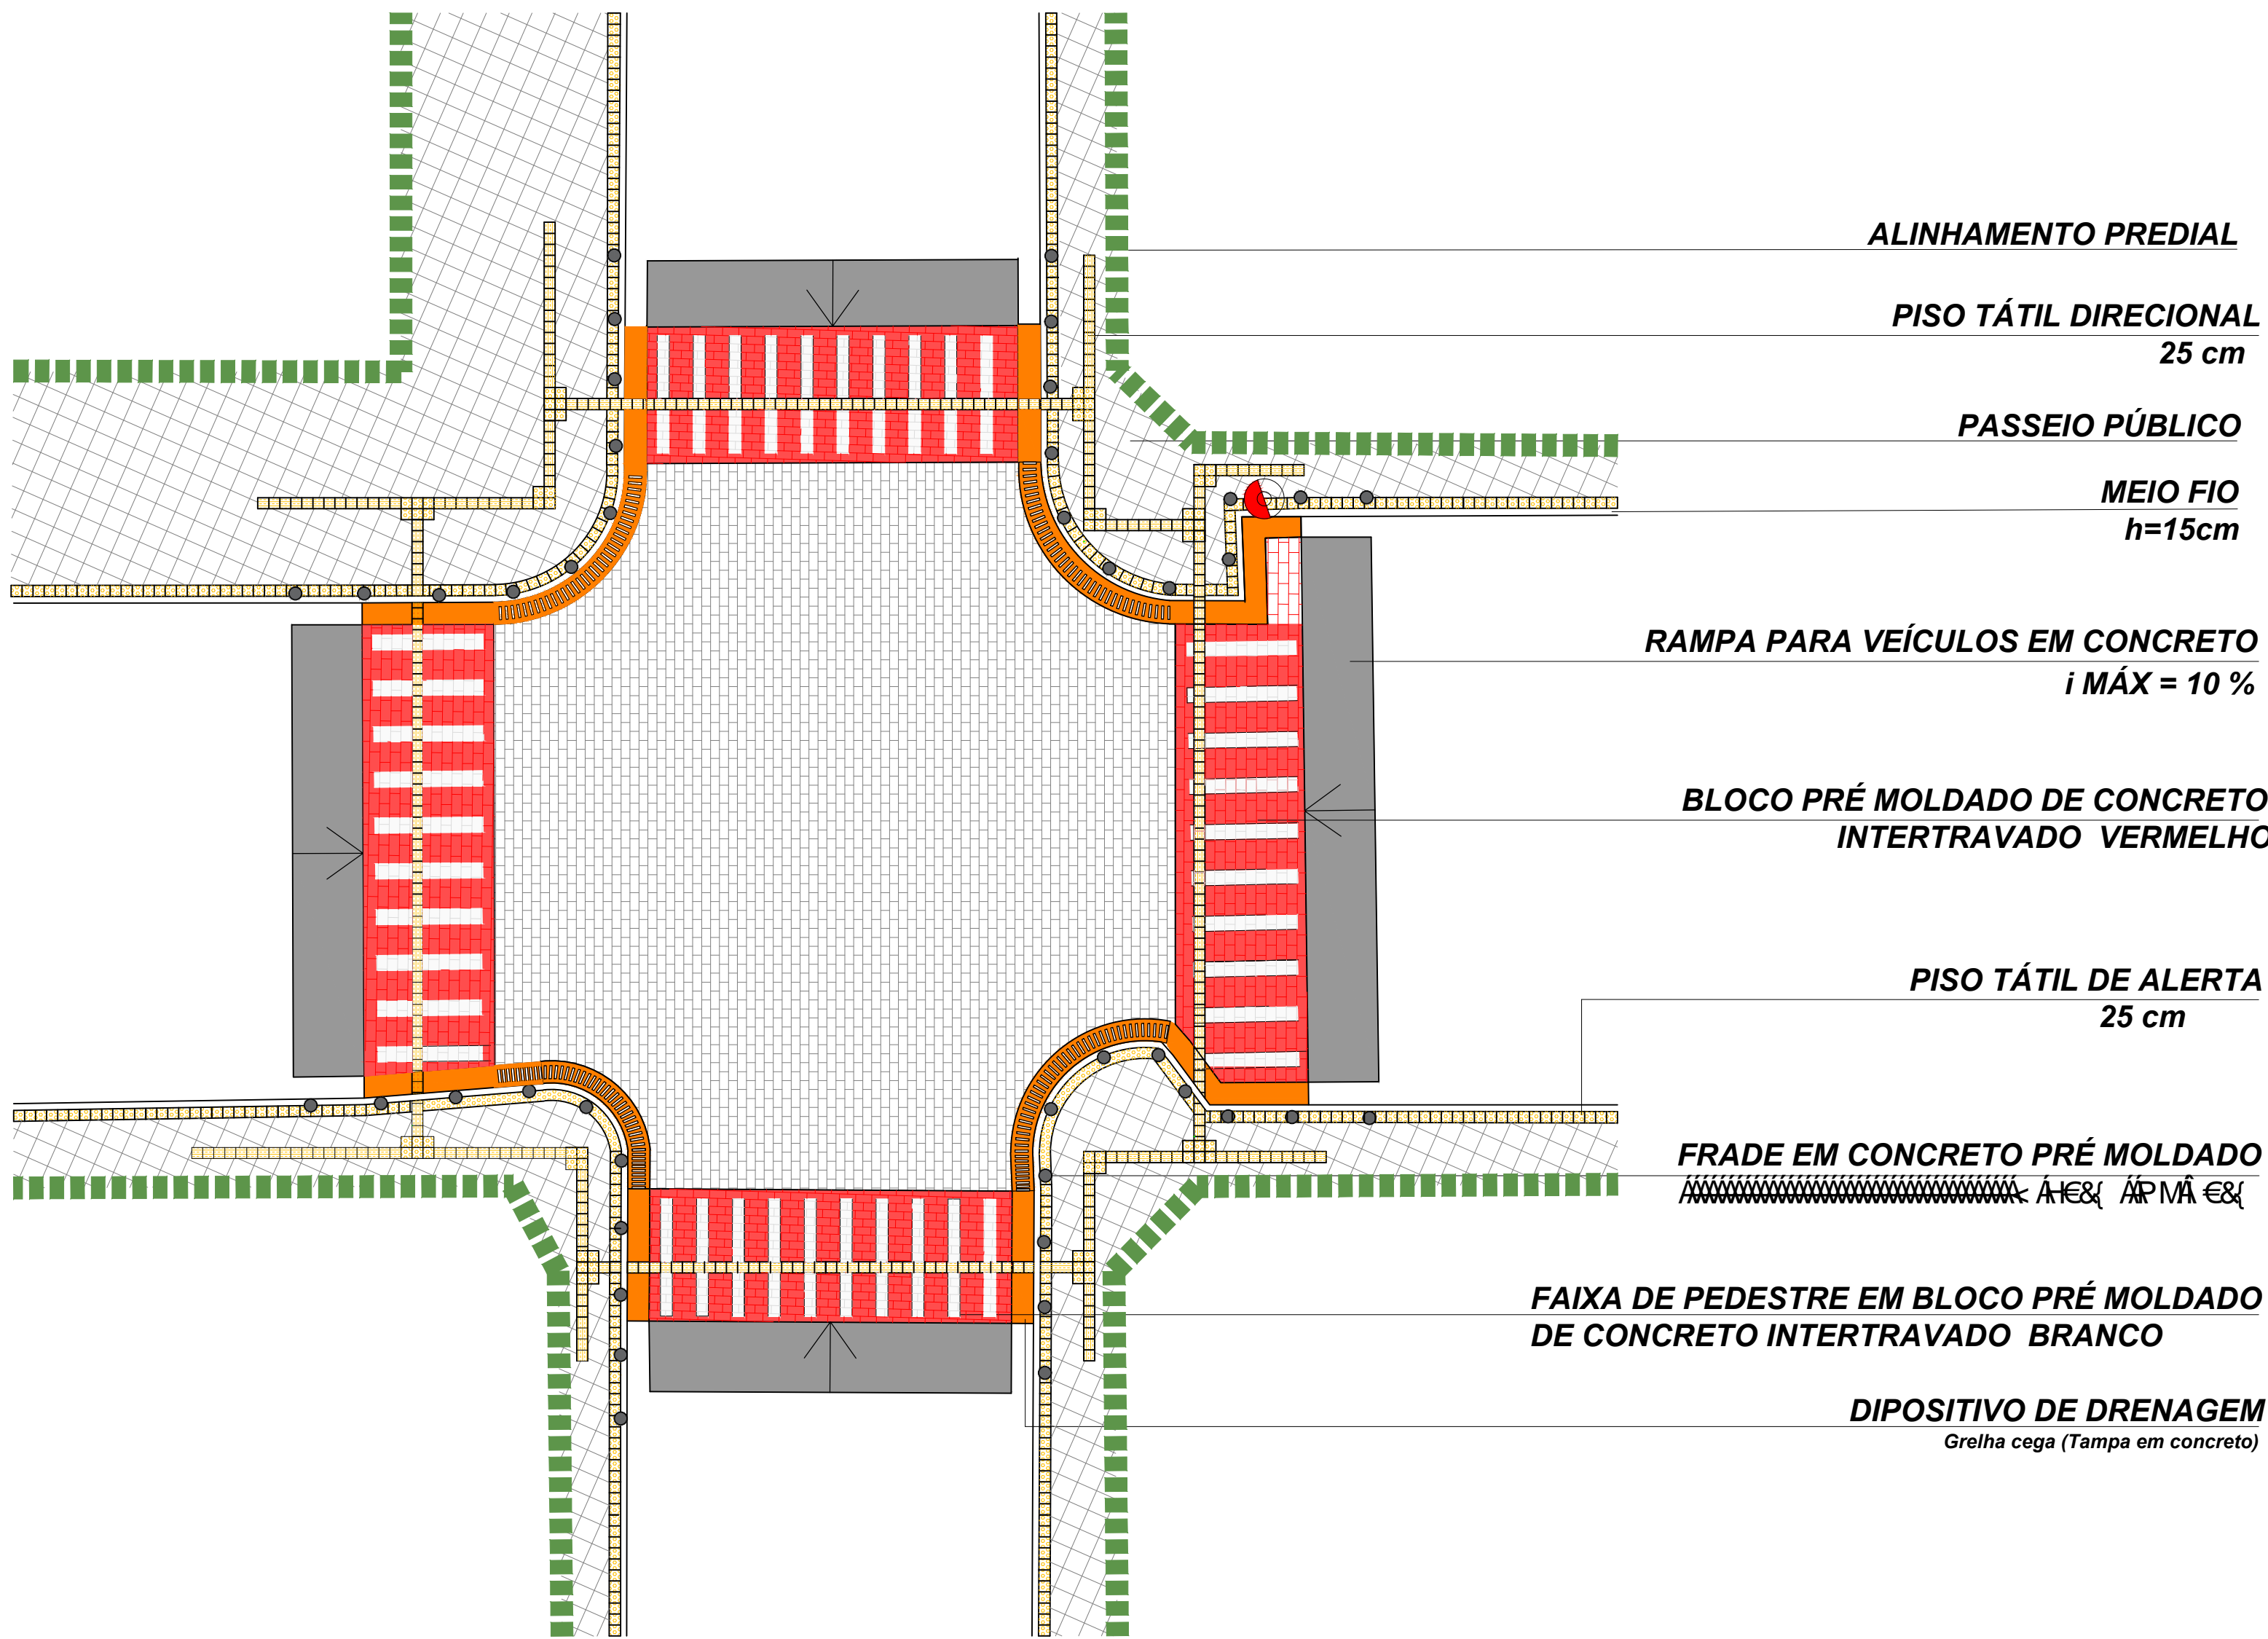 ALINHAMENTO PREDIAL
PISO TÁTIL DIRECIONAL
25 cm
PASSEIO PÚBLICO
MEIO FIO
h=15cm
RAMPA PARA VEÍCULOS EM CONCRETO
i MÁX = 10 %
BLOCO PRÉ MOLDADO DE CONCRETO
INTERTRAVADO VERMELHO
PISO TÁTIL DE ALERTA
25 cm
FRADE EM CONCRETO PRÉ MOLDADO
FAIXA DE PEDESTRE EM BLOCO PRÉ MOLDADO
DE CONCRETO INTERTRAVADO BRANCO
DIPOSITIVO DE DRENAGEM
Grelha cega (Tampa em concreto)